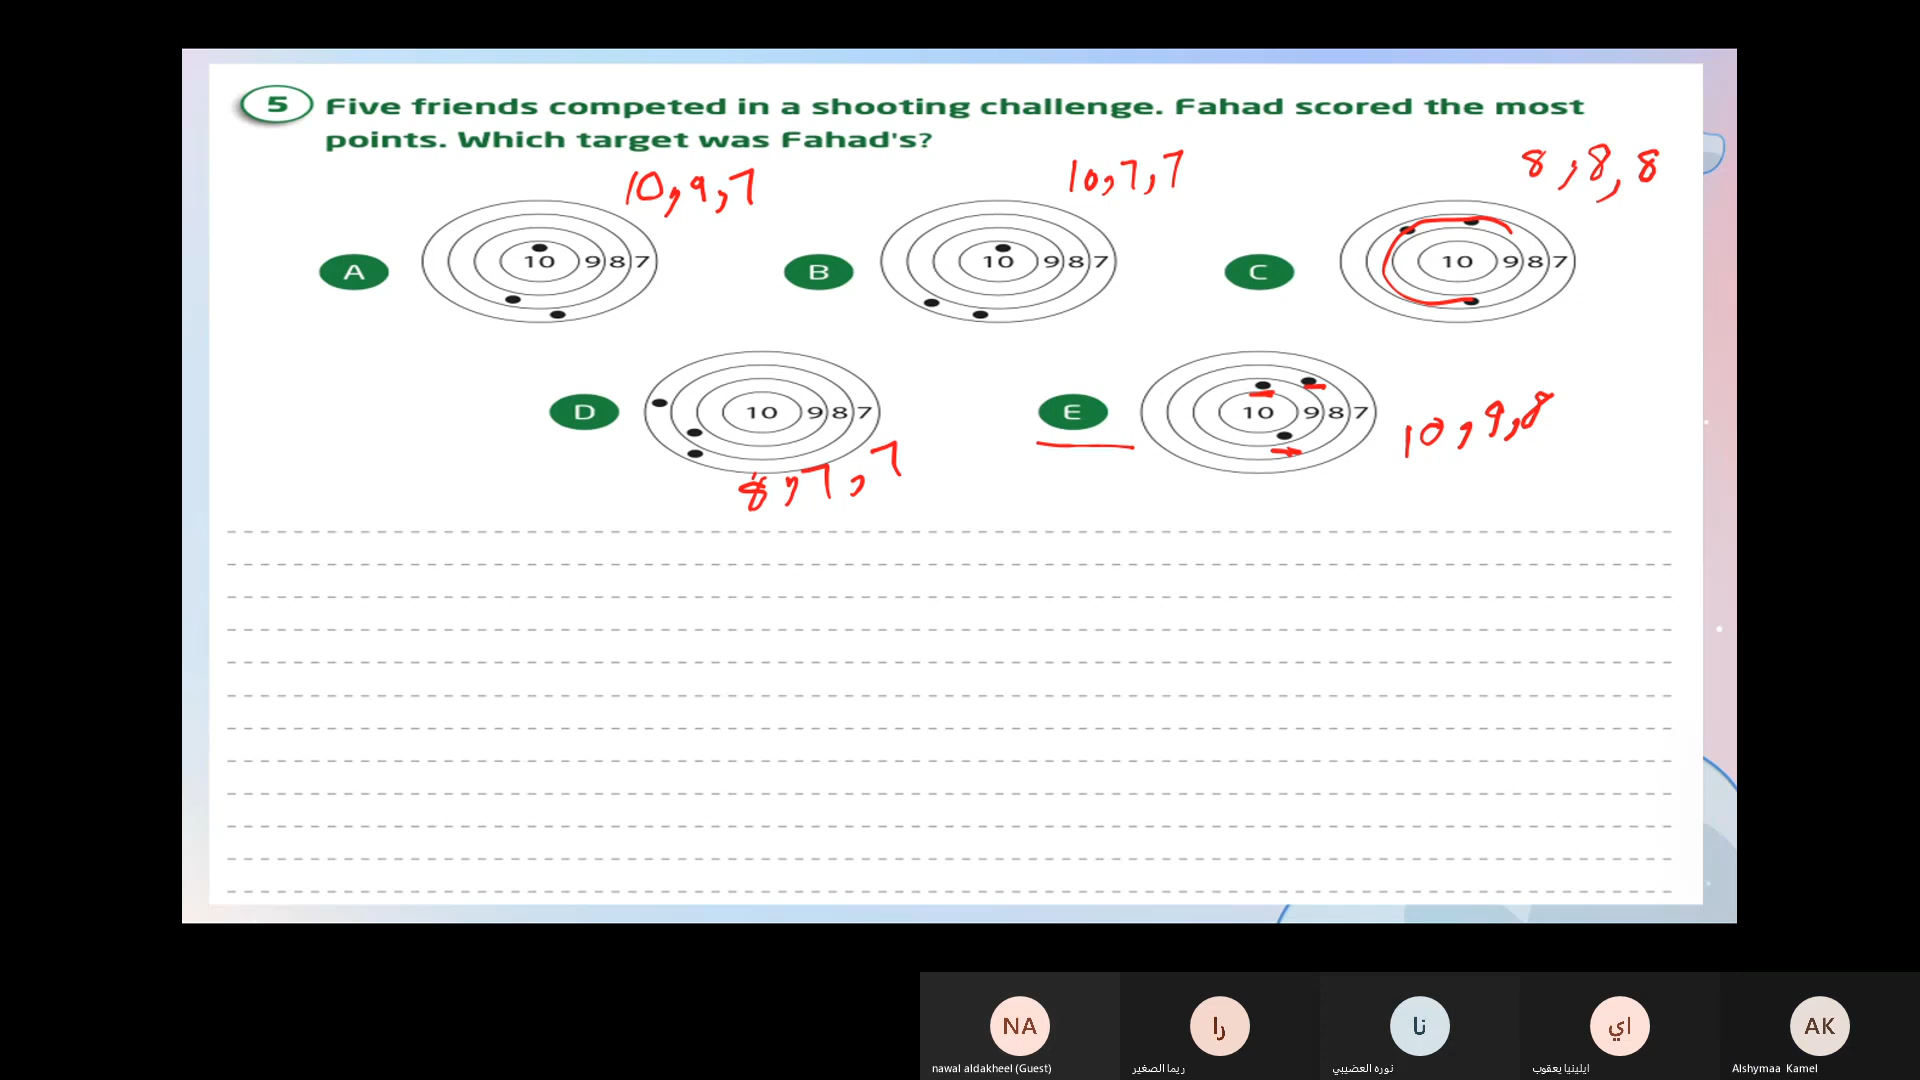 5 Five friends competed in a shooting challenge. Fahad scored the most
points. Which target was Fahad's?
10,9,7
10,7,7
8,8,8
A 10 9 8 7
B 10 9 8 7
C 10 9 8 7
D 10 9 8 7
E 10 9 8 7
10,9,8
8,7,7
NA
را
نا
اي
AK
nawal aldakheel (Guest)
ريما الصغير
نوره العضيبي
ايلينيا يعقوب
Alshymaa Kamel